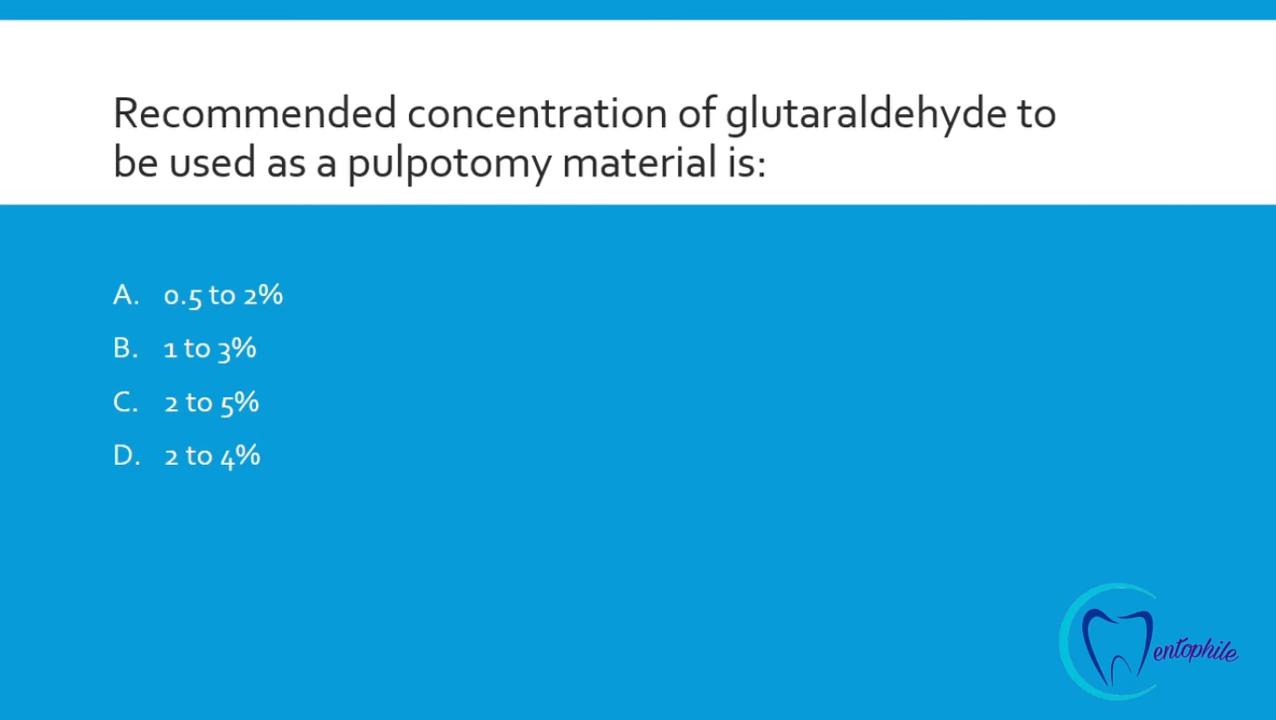 Recommended concentration of glutaraldehyde to
be used as a pulpotomy material is:
A. 0.5 to 2%
B. 1 to 3%
C. 2 to 5%
D. 2 to 4%
entophile